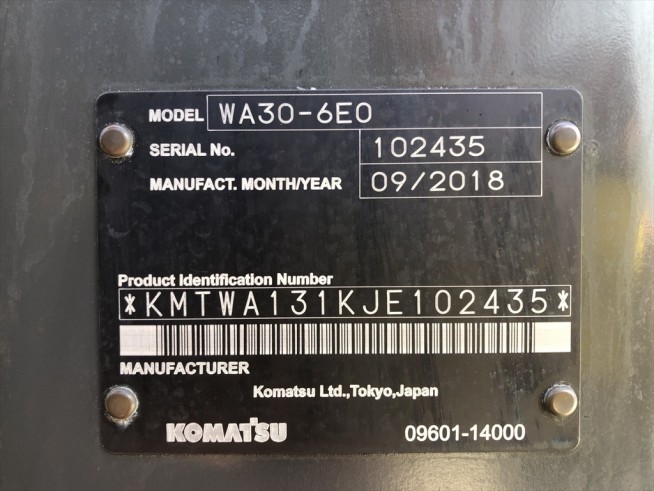 MODEL WA30-6E0
SERIAL No. 102435
MANUFACT. MONTH/YEAR 09/2018
Product Identification Number
*KMTWA131KJE102435*
MANUFACTURER
Komatsu Ltd.,Tokyo,Japan
KOMATSU 09601-14000